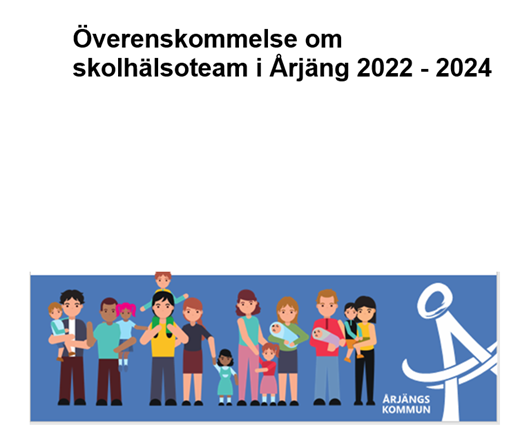 Överenskommelse om
skolhälsoteam i Årjäng 2022 - 2024
ÅRJÄNGS
KOMMUN